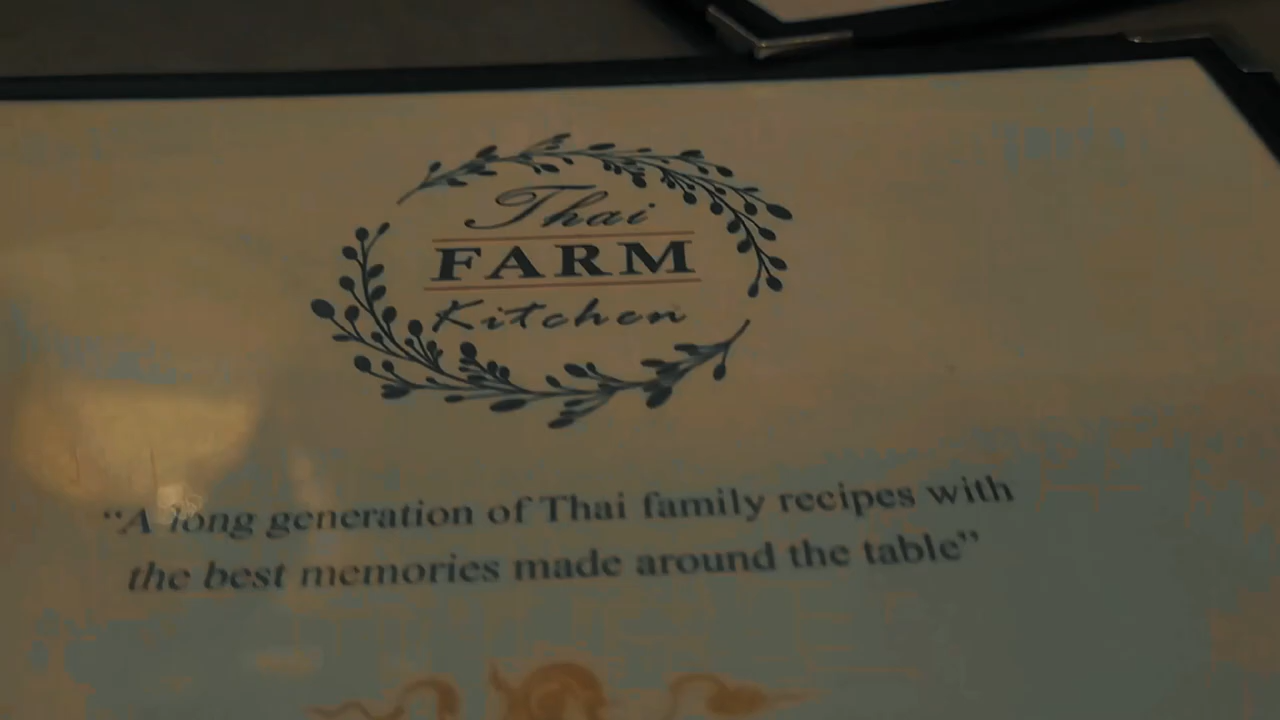 Thai
FARM
Kitchen
“A long generation of Thai family recipes with
the best memories made around the table”